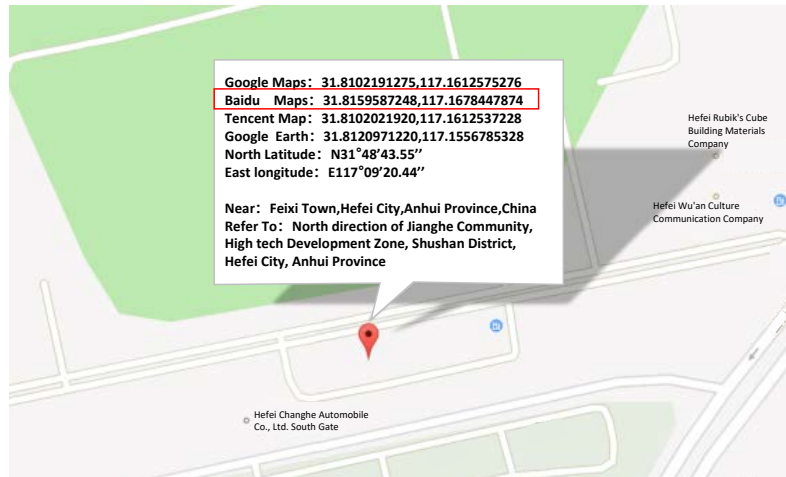 Google Maps：31.8102191275,117.1612575276
Baidu Maps：31.8159587248,117.1678447874
Tencent Map：31.8102021920,117.1612537228
Google Earth：31.8120971220,117.1556785328
North Latitude：N31°48’43.55’’
East longitude：E117°09’20.44’’
Near：Feixi Town,Hefei City,Anhui Province,China
Refer To：North direction of Jianghe Community,
High tech Development Zone, Shushan District,
Hefei City, Anhui Province
Hefei Rubik's Cube
Building Materials
Company
Hefei Wu'an Culture
Communication Company
Hefei Changhe Automobile
Co., Ltd. South Gate